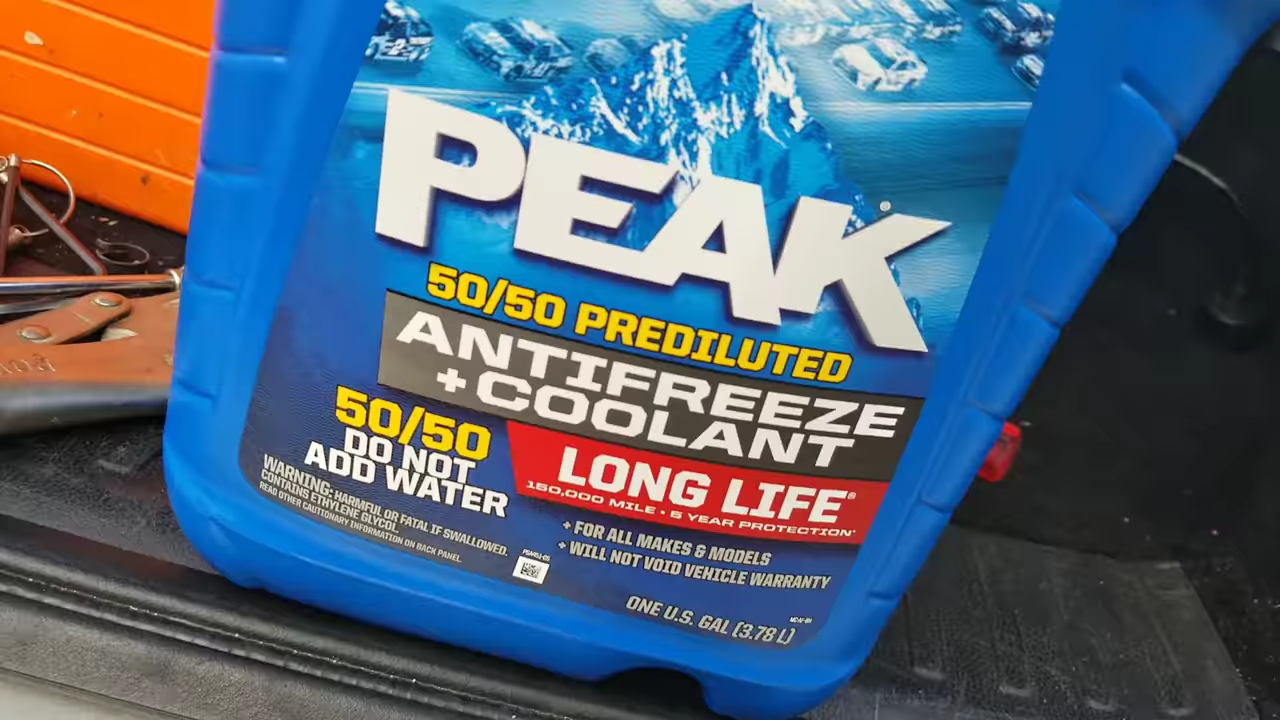 PEAK
50/50 PREDILUTED
ANTIFREEZE
+COOLANT
LONG LIFE®
150,000 MILE • 5 YEAR PROTECTION*
50/50
DO NOT
ADD WATER
WARNING: HARMFUL OR FATAL IF SWALLOWED.
CONTAINS ETHYLENE GLYCOL.
READ OTHER CAUTIONARY INFORMATION ON BACK PANEL.
+ FOR ALL MAKES & MODELS
+ WILL NOT VOID VEHICLE WARRANTY
ONE U.S. GAL (3.78 L)